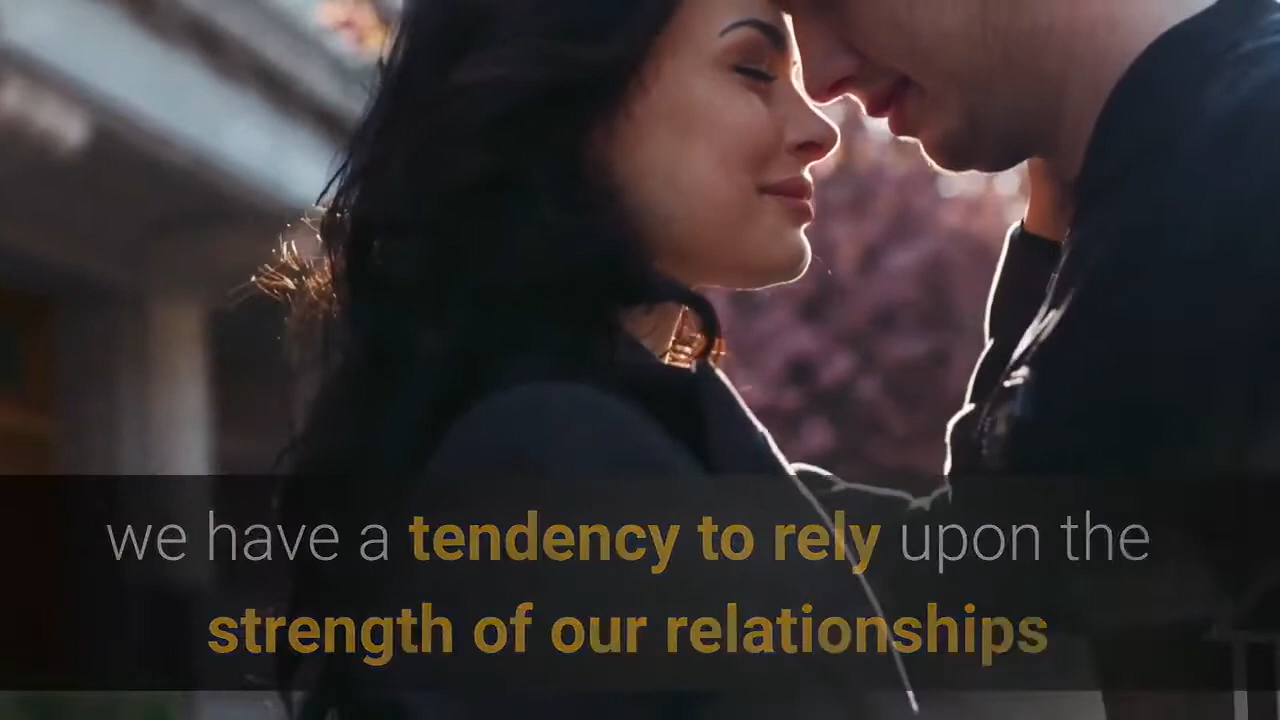 we have a tendency to rely upon the
strength of our relationships